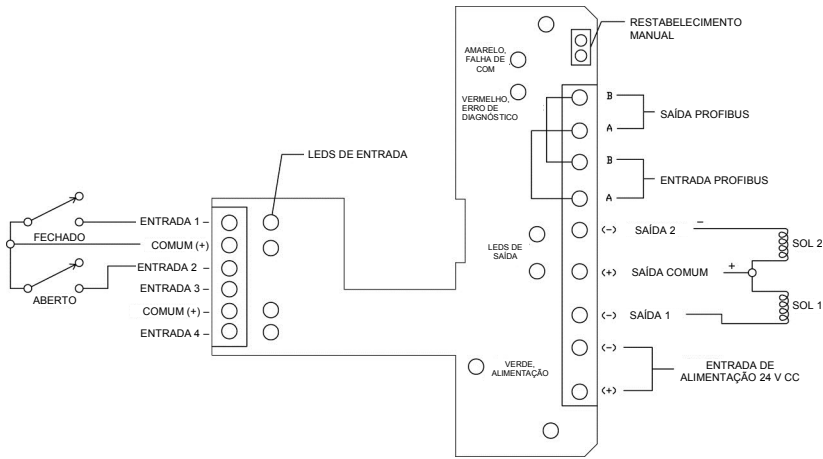 RESTABELECIMENTO
MANUAL
AMARELO,
FALHA DE
COM
VERMELHO,
ERRO DE
DIAGNÓSTICO
B
A
SAÍDA PROFIBUS
B
A
ENTRADA PROFIBUS
LEDS DE ENTRADA
ENTRADA 1 –
FECHADO
COMUM (+)
ENTRADA 2 –
ABERTO
ENTRADA 3 –
COMUM (+) –
ENTRADA 4 –
LEDS DE
SAÍDA
(-) SAÍDA 2 –
SOL 2
(+) SAÍDA COMUM +
SOL 1
(-) SAÍDA 1
VERDE,
ALIMENTAÇÃO
(-)
(+)
ENTRADA DE
ALIMENTAÇÃO 24 V CC